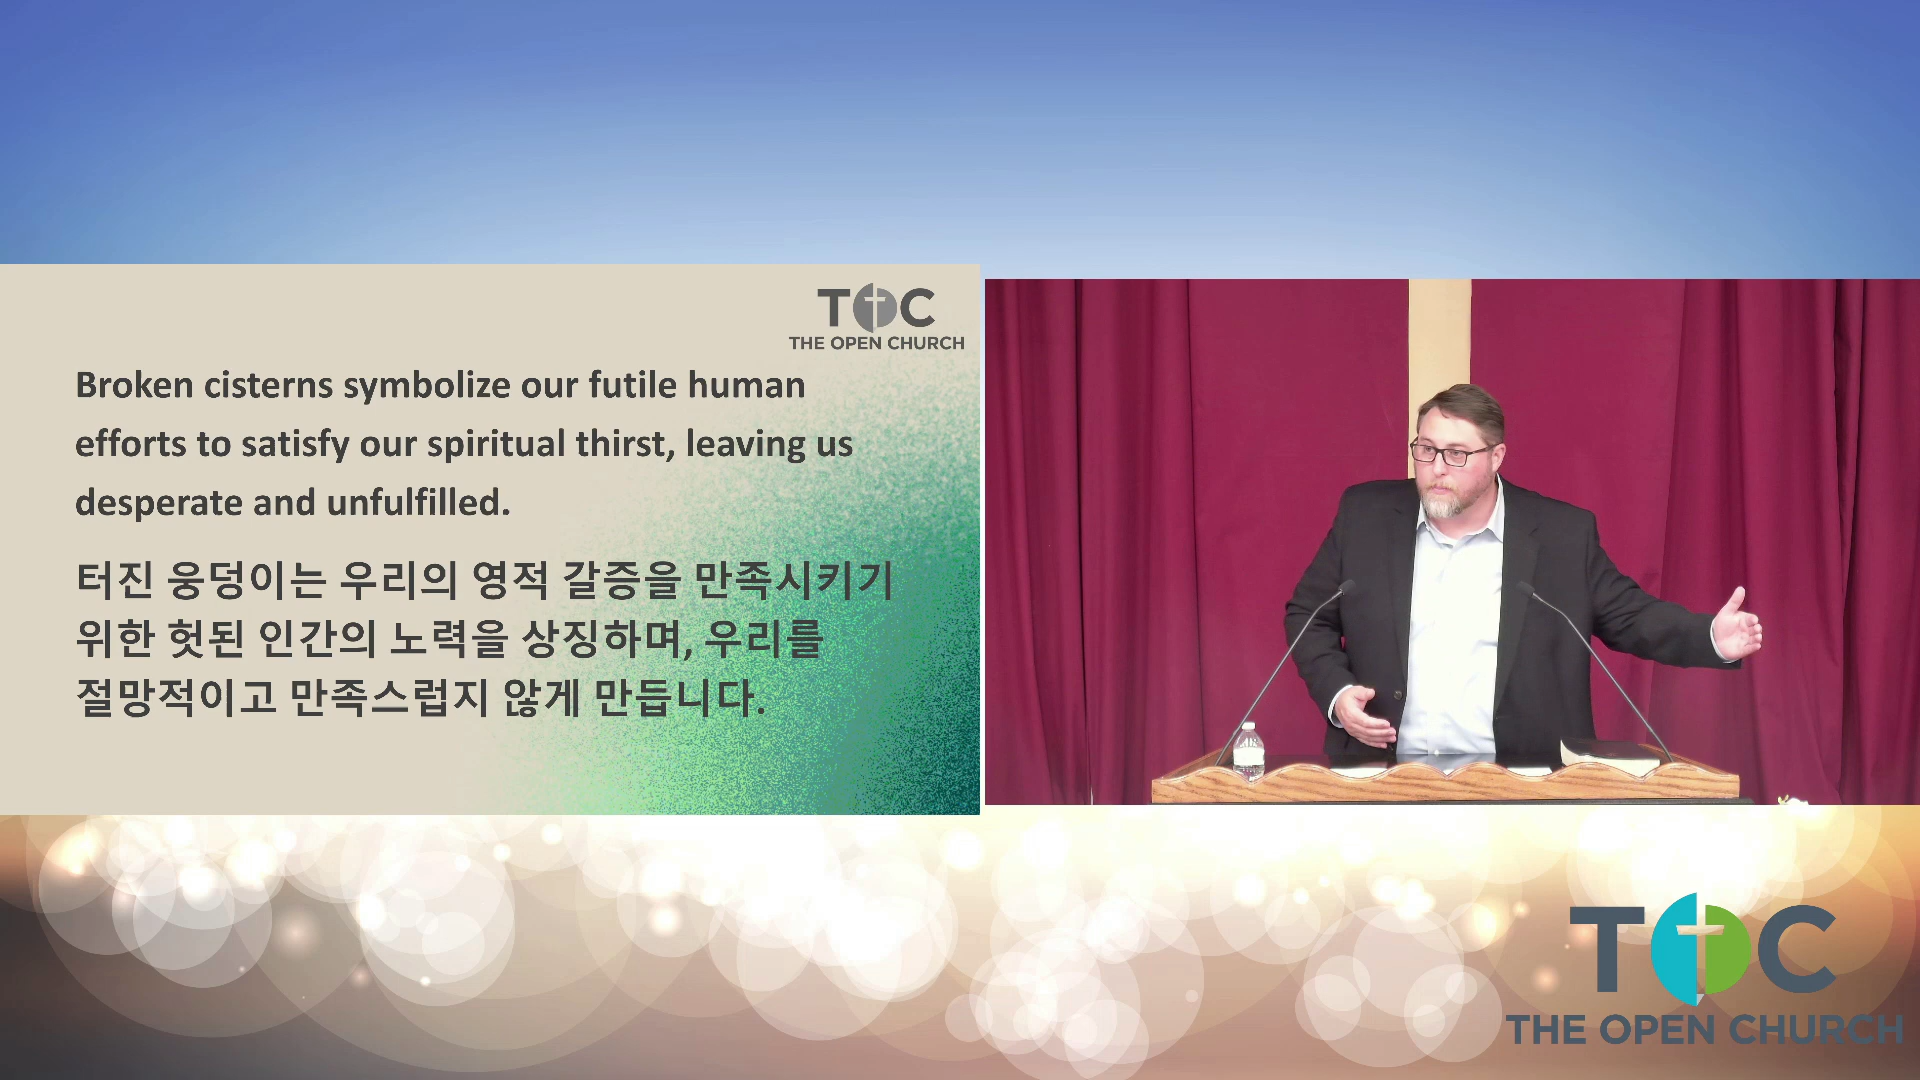 TOC
THE OPEN CHURCH
Broken cisterns symbolize our futile human
efforts to satisfy our spiritual thirst, leaving us
desperate and unfulfilled.
터진 웅덩이는 우리의 영적 갈증을 만족시키기
위한 헛된 인간의 노력을 상징하며, 우리를
절망적이고 만족스럽지 않게 만듭니다.
TOC
THE OPEN CHURCH